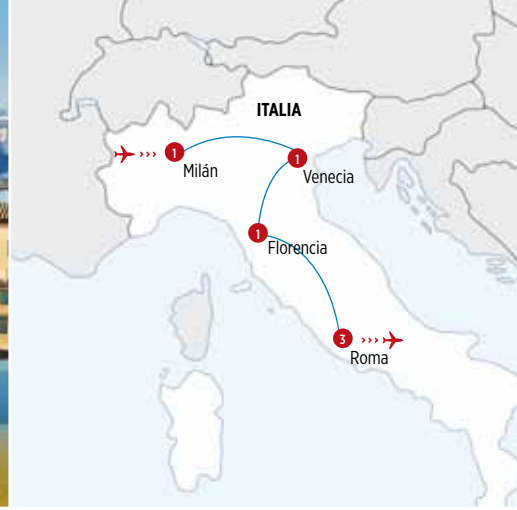 ITALIA
1
Milán
1
Venecia
1
Florencia
3
Roma